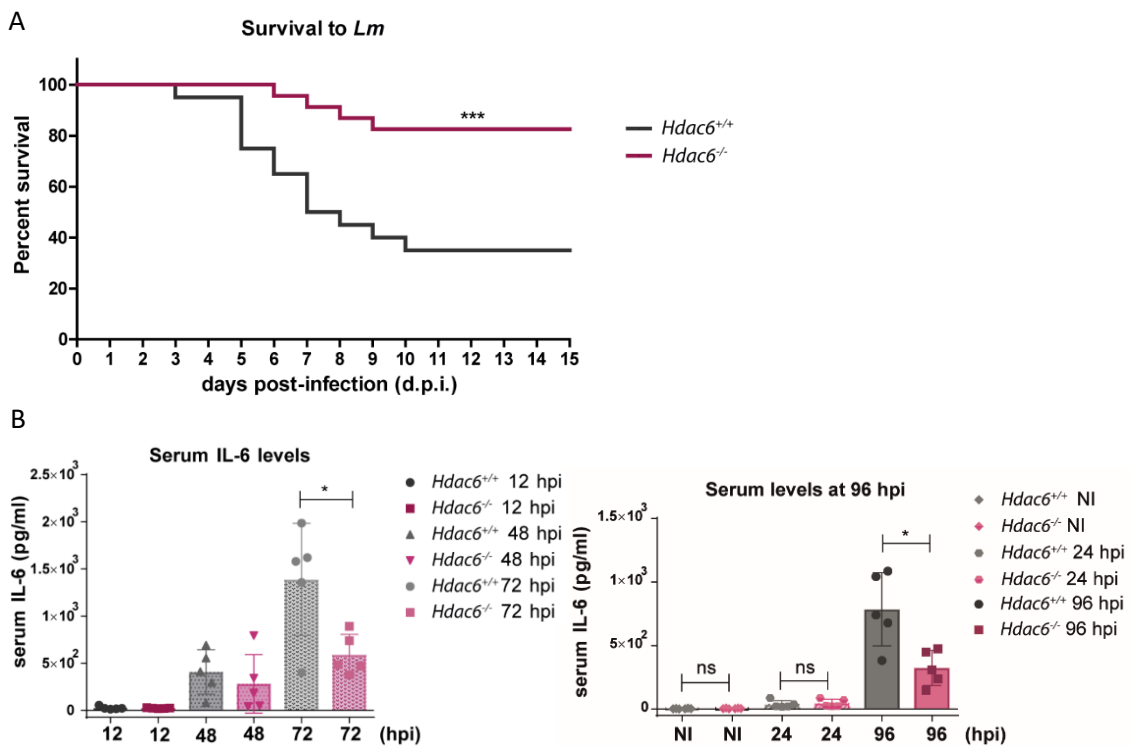 A
Survival to Lm
Percent survival
100
80
60
40
20
0
0 1 2 3 4 5 6 7 8 9 10 11 12 13 14 15
days post-infection (d.p.i.)
***
Hdac6+/+
Hdac6-/-
B
Serum IL-6 levels
serum IL-6 (pg/ml)
2.5×10³
2×10³
1.5×10³
1×10³
5×10²
0
*
12 12 48 48 72 72 (hpi)
Hdac6+/+ 12 hpi
Hdac6-/- 12 hpi
Hdac6+/+ 48 hpi
Hdac6-/- 48 hpi
Hdac6+/+ 72 hpi
Hdac6-/- 72 hpi
Serum levels at 96 hpi
serum IL-6 (pg/ml)
1.5×10³
1×10³
5×10²
0
ns
ns
*
NI NI 24 24 96 96 (hpi)
Hdac6+/+ NI
Hdac6-/- NI
Hdac6+/+ 24 hpi
Hdac6-/- 24 hpi
Hdac6+/+ 96 hpi
Hdac6-/- 96 hpi